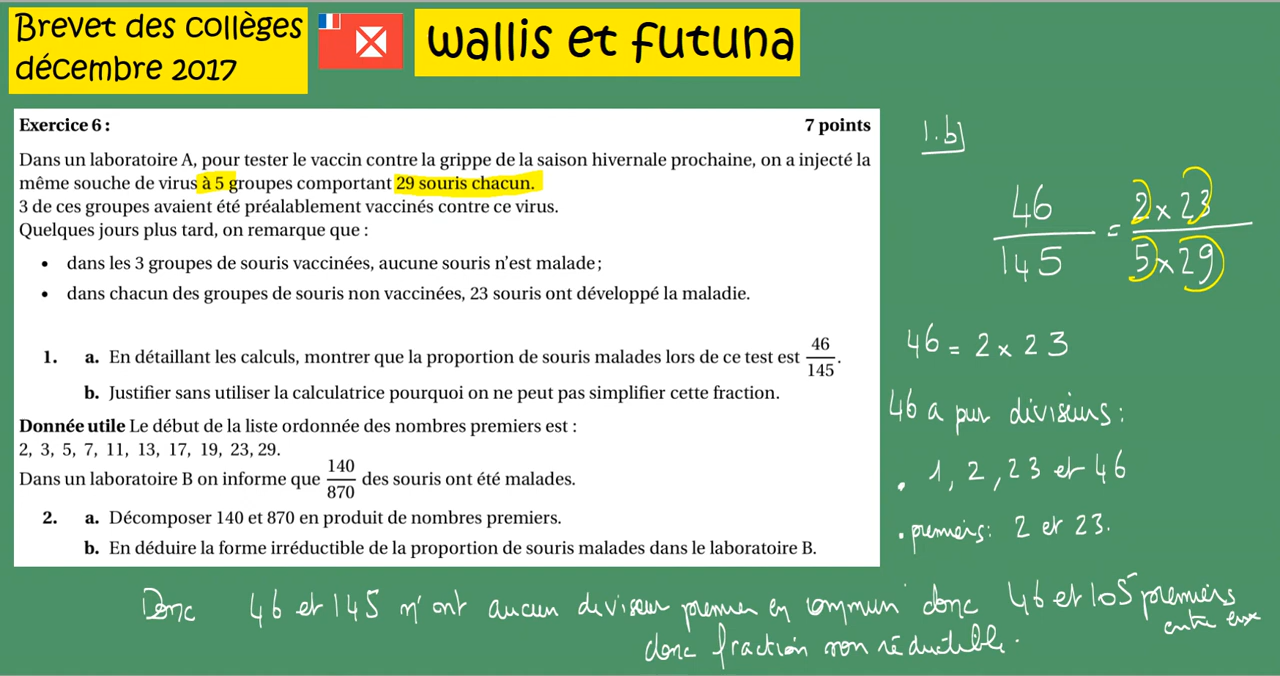 Brevet des collèges
décembre 2017
wallis et futuna
Exercice 6 : 7 points
Dans un laboratoire A, pour tester le vaccin contre la grippe de la saison hivernale prochaine, on a injecté la
même souche de virus à 5 groupes comportant 29 souris chacun.
3 de ces groupes avaient été préalablement vaccinés contre ce virus.
Quelques jours plus tard, on remarque que :
• dans les 3 groupes de souris vaccinées, aucune souris n'est malade ;
• dans chacun des groupes de souris non vaccinées, 23 souris ont développé la maladie.
1. a. En détaillant les calculs, montrer que la proportion de souris malades lors de ce test est 46/145.
b. Justifier sans utiliser la calculatrice pourquoi on ne peut pas simplifier cette fraction.
Donnée utile Le début de la liste ordonnée des nombres premiers est :
2, 3, 5, 7, 11, 13, 17, 19, 23, 29.
Dans un laboratoire B on informe que 140/870 des souris ont été malades.
2. a. Décomposer 140 et 870 en produit de nombres premiers.
b. En déduire la forme irréductible de la proportion de souris malades dans le laboratoire B.
1.b)
46/145 = 2 x 23/5 x 29
46 = 2 x 23
46 a pour diviseurs :
• 1, 2, 23 et 46
• premiers : 2 et 23.
Donc 46 et 145 n'ont aucun diviseur premier en commun donc 46 et 105 premiers
entre eux
donc fraction non réductible.